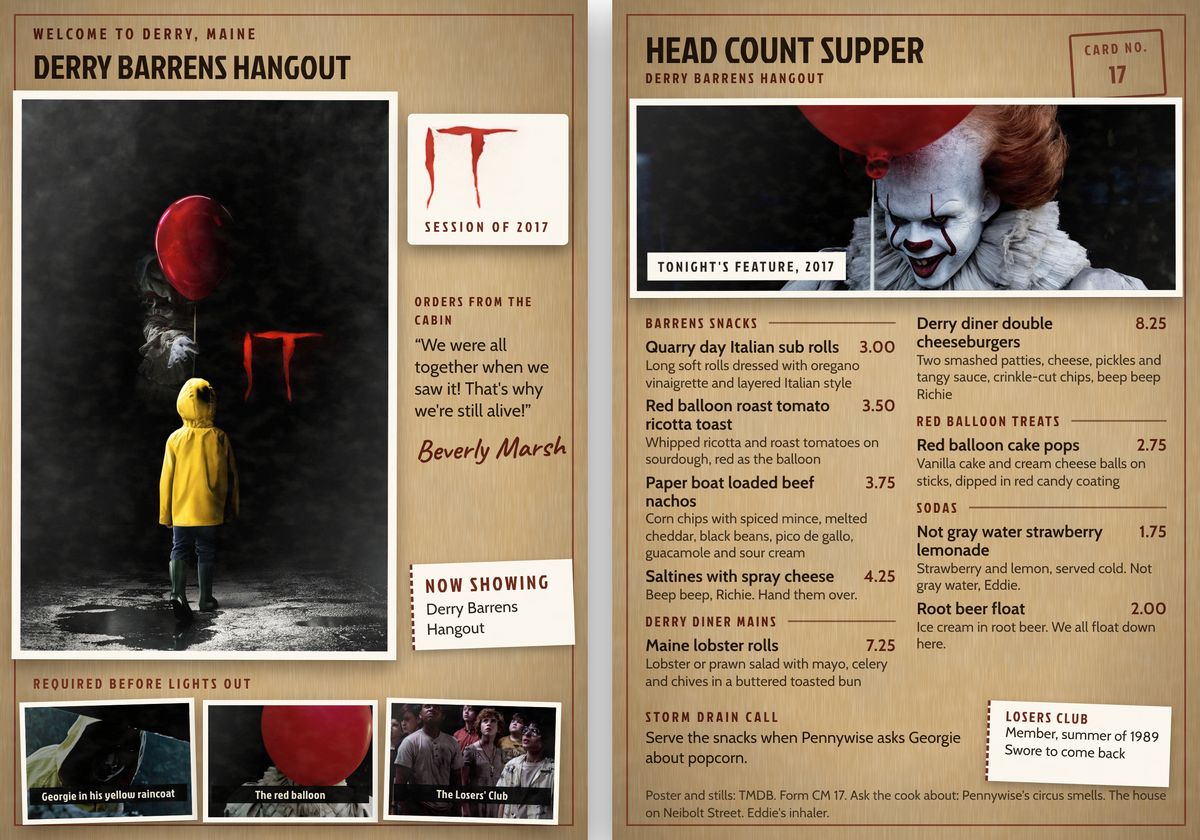 WELCOME TO DERRY, MAINE
DERRY BARRENS HANGOUT
IT
IT
SESSION OF 2017
ORDERS FROM THE
CABIN
“We were all
together when we
saw it! That's why
we're still alive!”
Beverly Marsh
NOW SHOWING
Derry Barrens
Hangout
REQUIRED BEFORE LIGHTS OUT
Georgie in his yellow raincoat
The red balloon
The Losers' Club
HEAD COUNT SUPPER
DERRY BARRENS HANGOUT
CARD NO.
17
TONIGHT'S FEATURE, 2017
BARRENS SNACKS
Quarry day Italian sub rolls 3.00
Long soft rolls dressed with oregano
vinaigrette and layered Italian style
Red balloon roast tomato 3.50
ricotta toast
Whipped ricotta and roast tomatoes on
sourdough, red as the balloon
Paper boat loaded beef 3.75
nachos
Corn chips with spiced mince, melted
cheddar, black beans, pico de gallo,
guacamole and sour cream
Saltines with spray cheese 4.25
Beep beep, Richie. Hand them over.
DERRY DINER MAINS
Maine lobster rolls 7.25
Lobster or prawn salad with mayo, celery
and chives in a buttered toasted bun
Derry diner double 8.25
cheeseburgers
Two smashed patties, cheese, pickles and
tangy sauce, crinkle-cut chips, beep beep
Richie
RED BALLOON TREATS
Red balloon cake pops 2.75
Vanilla cake and cream cheese balls on
sticks, dipped in red candy coating
SODAS
Not gray water strawberry 1.75
lemonade
Strawberry and lemon, served cold. Not
gray water, Eddie.
Root beer float 2.00
Ice cream in root beer. We all float down
here.
STORM DRAIN CALL
Serve the snacks when Pennywise asks Georgie
about popcorn.
LOSERS CLUB
Member, summer of 1989
Swore to come back
Poster and stills: TMDB. Form CM 17. Ask the cook about: Pennywise's circus smells. The house
on Neibolt Street. Eddie's inhaler.